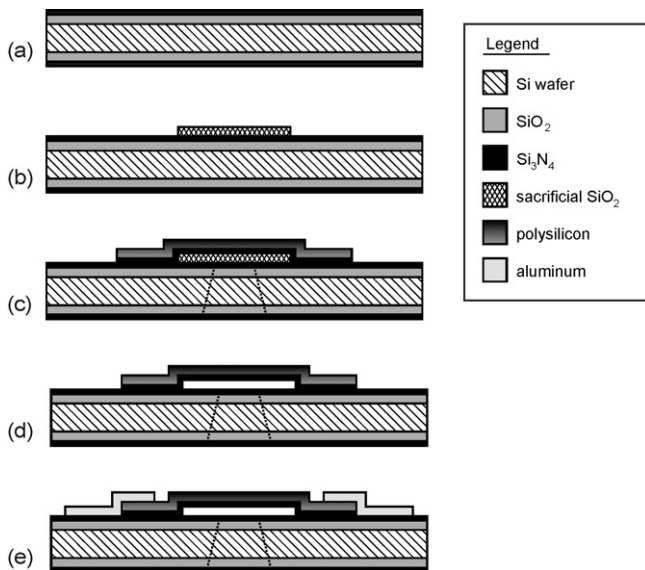 (a)
(b)
(c)
(d)
(e)
Legend
Si wafer
SiO₂
Si₃N₄
sacrificial SiO₂
polysilicon
aluminum